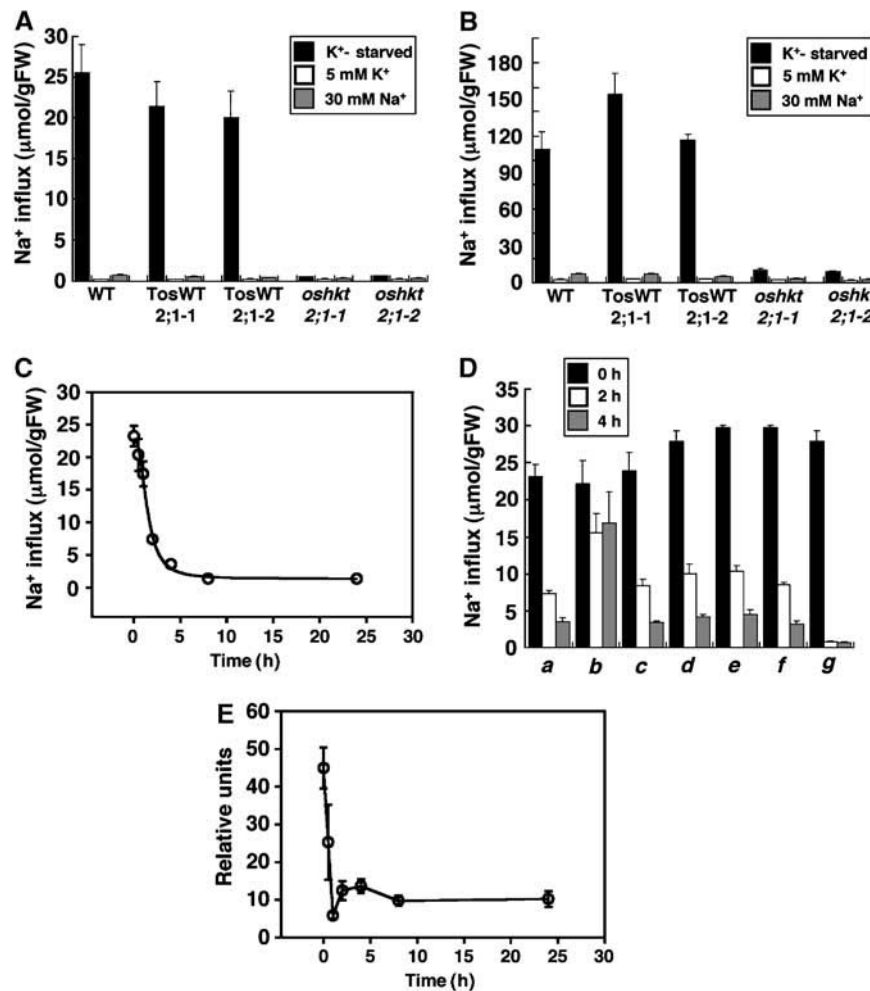 A
Na⁺ influx (μmol/gFW)
30
25
20
15
10
5
0
K⁺- starved
5 mM K⁺
30 mM Na⁺
WT
TosWT
2;1-1
TosWT
2;1-2
oshkt
2;1-1
oshkt
2;1-2
B
Na⁺ influx (μmol/gFW)
180
150
120
90
60
30
0
K⁺- starved
5 mM K⁺
30 mM Na⁺
WT
TosWT
2;1-1
TosWT
2;1-2
oshkt
2;1-1
oshkt
2;1-2
C
Na⁺ influx (μmol/gFW)
30
25
20
15
10
5
0
0 5 10 15 20 25 30
Time (h)
D
Na⁺ influx (μmol/gFW)
35
30
25
20
15
10
5
0
0 h
2 h
4 h
a b c d e f g
E
Relative units
60
50
40
30
20
10
0
0 5 10 15 20 25 30
Time (h)